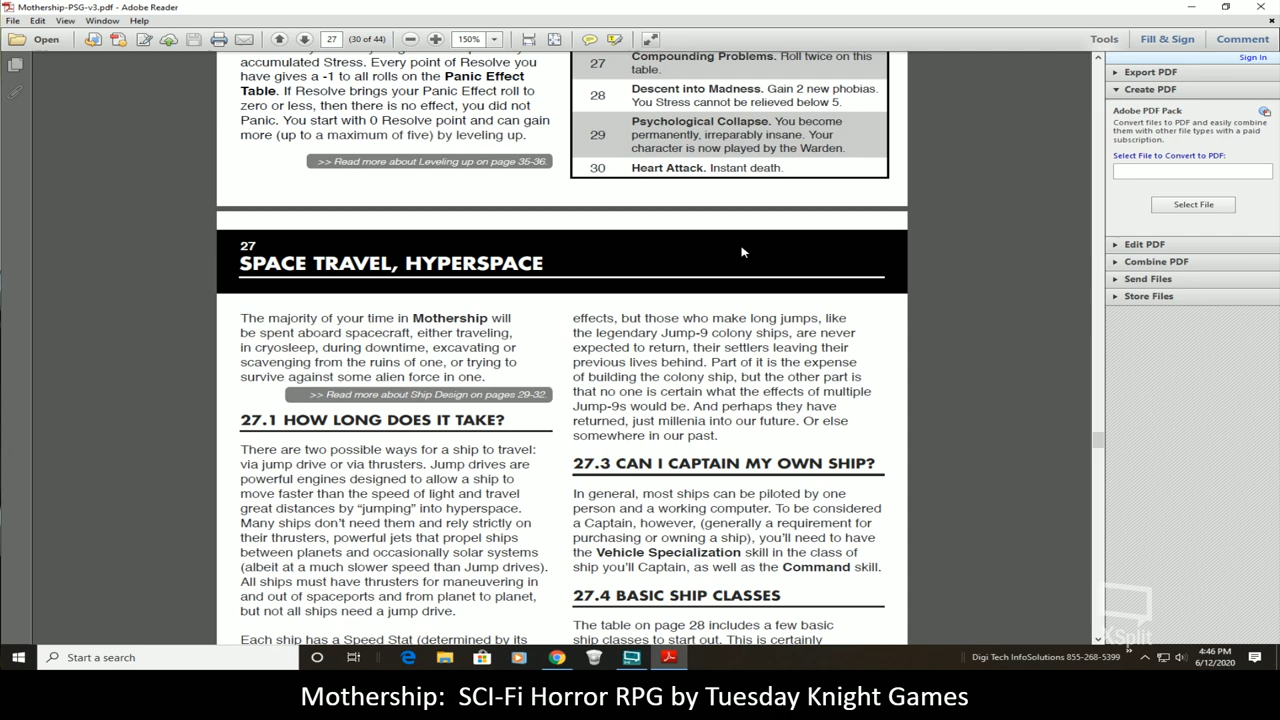 Mothership-PSG-v3.pdf - Adobe Reader
File Edit View Window Help
Open
27 (30 of 44) 150%
Tools Fill & Sign Comment
Sign In
Export PDF
Create PDF
Adobe PDF Pack
Convert files to PDF and easily combine
them with other file types with a paid
subscription.
Select File to Convert to PDF:
Select File
Edit PDF
Combine PDF
Send Files
Store Files
accumulated Stress. Every point of Resolve you
have gives a -1 to all rolls on the Panic Effect
Table. If Resolve brings your Panic Effect roll to
zero or less, then there is no effect, you did not
Panic. You start with 0 Resolve point and can gain
more (up to a maximum of five) by leveling up.
>> Read more about Leveling up on page 35-36.
27 Compounding Problems. Roll twice on this
table.
28 Descent into Madness. Gain 2 new phobias.
You Stress cannot be relieved below 5.
29 Psychological Collapse. You become
permanently, irreparably insane. Your
character is now played by the Warden.
30 Heart Attack. Instant death.
27
SPACE TRAVEL, HYPERSPACE
The majority of your time in Mothership will
be spent aboard spacecraft, either traveling,
in cryosleep, during downtime, excavating or
scavenging from the ruins of one, or trying to
survive against some alien force in one.
>> Read more about Ship Design on pages 29-32.
27.1 HOW LONG DOES IT TAKE?
There are two possible ways for a ship to travel:
via jump drive or via thrusters. Jump drives are
powerful engines designed to allow a ship to
move faster than the speed of light and travel
great distances by “jumping” into hyperspace.
Many ships don’t need them and rely strictly on
their thrusters, powerful jets that propel ships
between planets and occasionally solar systems
(albeit at a much slower speed than Jump drives).
All ships must have thrusters for maneuvering in
and out of spaceports and from planet to planet,
but not all ships need a jump drive.
Each ship has a Speed Stat (determined by its
effects, but those who make long jumps, like
the legendary Jump-9 colony ships, are never
expected to return, their settlers leaving their
previous lives behind. Part of it is the expense
of building the colony ship, but the other part is
that no one is certain what the effects of multiple
Jump-9s would be. And perhaps they have
returned, just millenia into our future. Or else
somewhere in our past.
27.3 CAN I CAPTAIN MY OWN SHIP?
In general, most ships can be piloted by one
person and a working computer. To be considered
a Captain, however, (generally a requirement for
purchasing or owning a ship), you’ll need to have
the Vehicle Specialization skill in the class of
ship you’ll Captain, as well as the Command skill.
27.4 BASIC SHIP CLASSES
The table on page 28 includes a few basic
ship classes to start out. This is certainly
XSplit
Start a search
Digi Tech InfoSolutions 855-268-5399
4:46 PM
6/12/2020
Mothership: SCI-Fi Horror RPG by Tuesday Knight Games